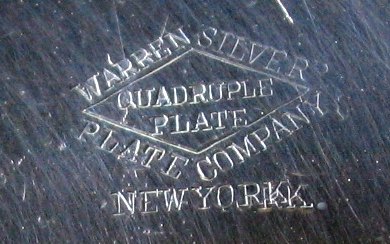 WARREN SILVER
QUADRUPLE
PLATE
PLATE COMPANY
NEW YORK